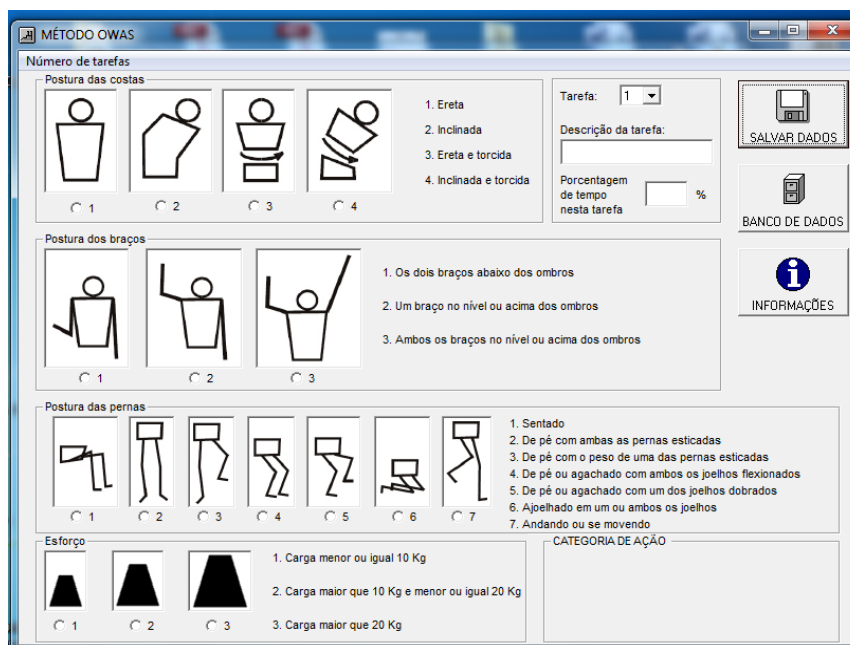 MÉTODO OWAS
Número de tarefas
Postura das costas
1. Ereta
2. Inclinada
3. Ereta e torcida
4. Inclinada e torcida
1 2 3 4
Tarefa: 1
Descrição da tarefa:
Porcentagem
de tempo
nesta tarefa
%
SALVAR DADOS
BANCO DE DADOS
INFORMAÇÕES
Postura dos braços
1. Os dois braços abaixo dos ombros
2. Um braço no nível ou acima dos ombros
3. Ambos os braços no nível ou acima dos ombros
1 2 3
Postura das pernas
1. Sentado
2. De pé com ambas as pernas esticadas
3. De pé com o peso de uma das pernas esticadas
4. De pé ou agachado com ambos os joelhos flexionados
5. De pé ou agachado com um dos joelhos dobrados
6. Ajoelhado em um ou ambos os joelhos
7. Andando ou se movendo
1 2 3 4 5 6 7
Esforço
1. Carga menor ou igual 10 Kg
2. Carga maior que 10 Kg e menor ou igual 20 Kg
3. Carga maior que 20 Kg
1 2 3
CATEGORIA DE AÇÃO